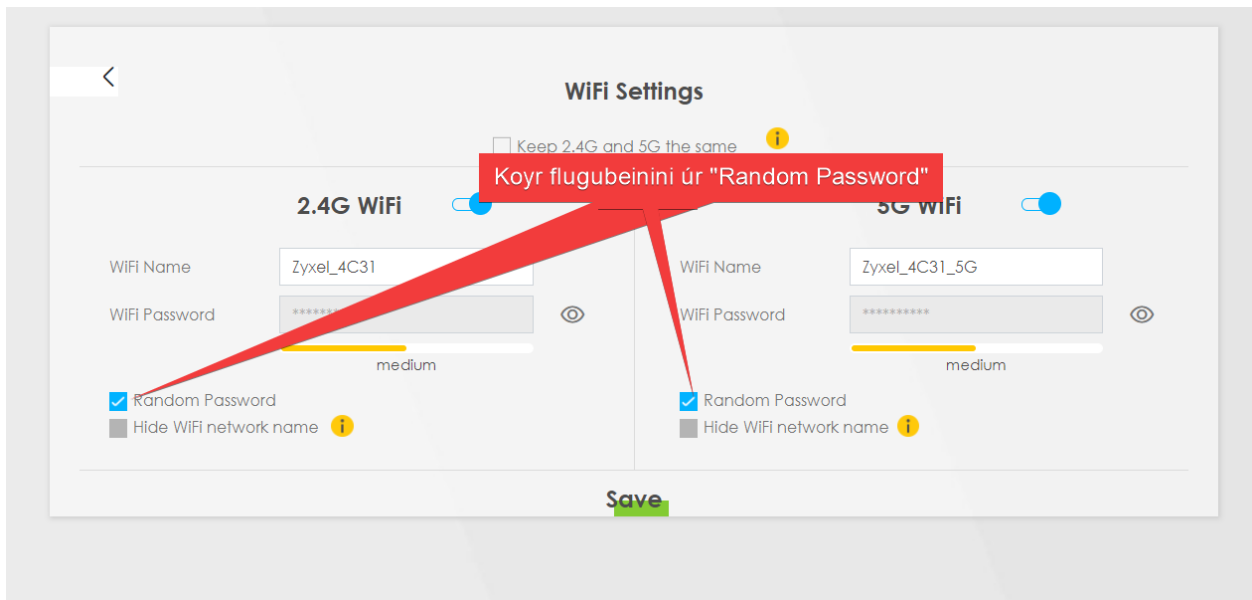 WiFi Settings
Keep 2.4G and 5G the same i
Koyr flugubeinini úr "Random Password"
2.4G WiFi
WiFi Name Zyxel_4C31
WiFi Password
medium
Random Password
Hide WiFi network name i
5G WiFi
WiFi Name Zyxel_4C31_5G
WiFi Password **********
medium
Random Password
Hide WiFi network name i
Save